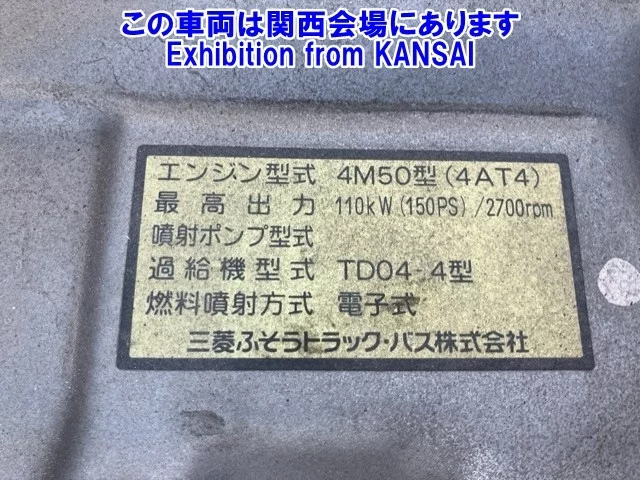 この車両は関西会場にあります
Exhibition from KANSAI
エンジン型式 4M50型(4AT4)
最高出力 110kW(150PS)/2700rpm
噴射ポンプ型式
過給機型式 TD04-4型
燃料噴射方式 電子式
三菱ふそうトラック・バス株式会社